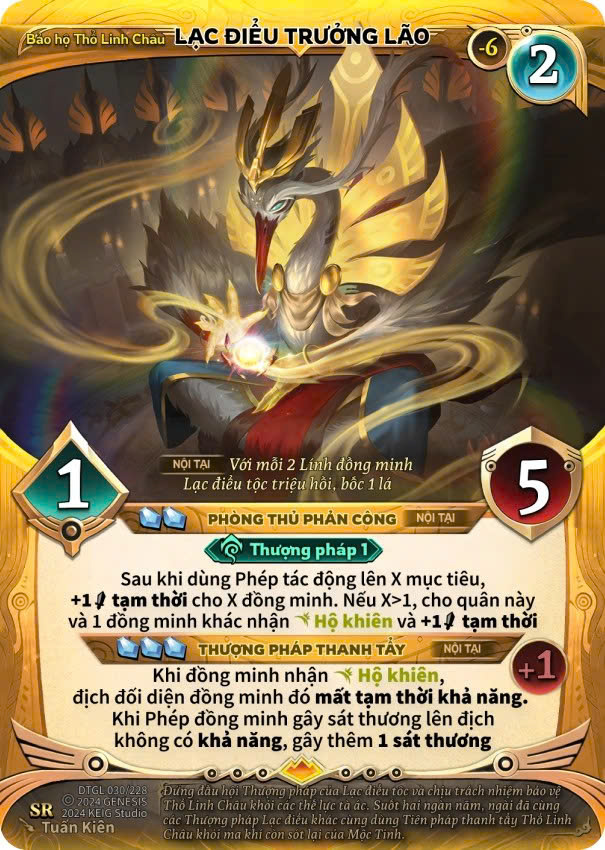 Bảo hộ Thổ Linh Châu
LẠC ĐIỂU TRƯỞNG LÃO
-6
2
NỘI TẠI Với mỗi 2 Lính đồng minh
Lạc điểu tộc triệu hồi, bốc 1 lá
1
5
PHÒNG THỦ PHẢN CÔNG NỘI TẠI
Thượng pháp 1
Sau khi dùng Phép tác động lên X mục tiêu,
+1 tạm thời cho X đồng minh. Nếu X>1, cho quân này
và 1 đồng minh khác nhận Hộ khiên và +1 tạm thời
THƯỢNG PHÁP THANH TẨY NỘI TẠI
+1
Khi đồng minh nhận Hộ khiên,
địch đối diện đồng minh đó mất tạm thời khả năng.
Khi Phép đồng minh gây sát thương lên địch
không có khả năng, gây thêm 1 sát thương
DTGL 030/228
© 2024 GENESIS
SR 2024 KEIG Studio
Tuấn Kiên
Đứng đầu hội Thượng pháp của Lạc điểu tộc và chịu trách nhiệm bảo vệ
Thổ Linh Châu khỏi các thế lực tà ác. Suốt hai ngàn năm, ngài đã cùng
các Thượng pháp Lạc điểu khác cùng dùng Tiên pháp thanh tẩy Thổ Linh
Châu khỏi ma khí còn sót lại của Mộc Tinh.